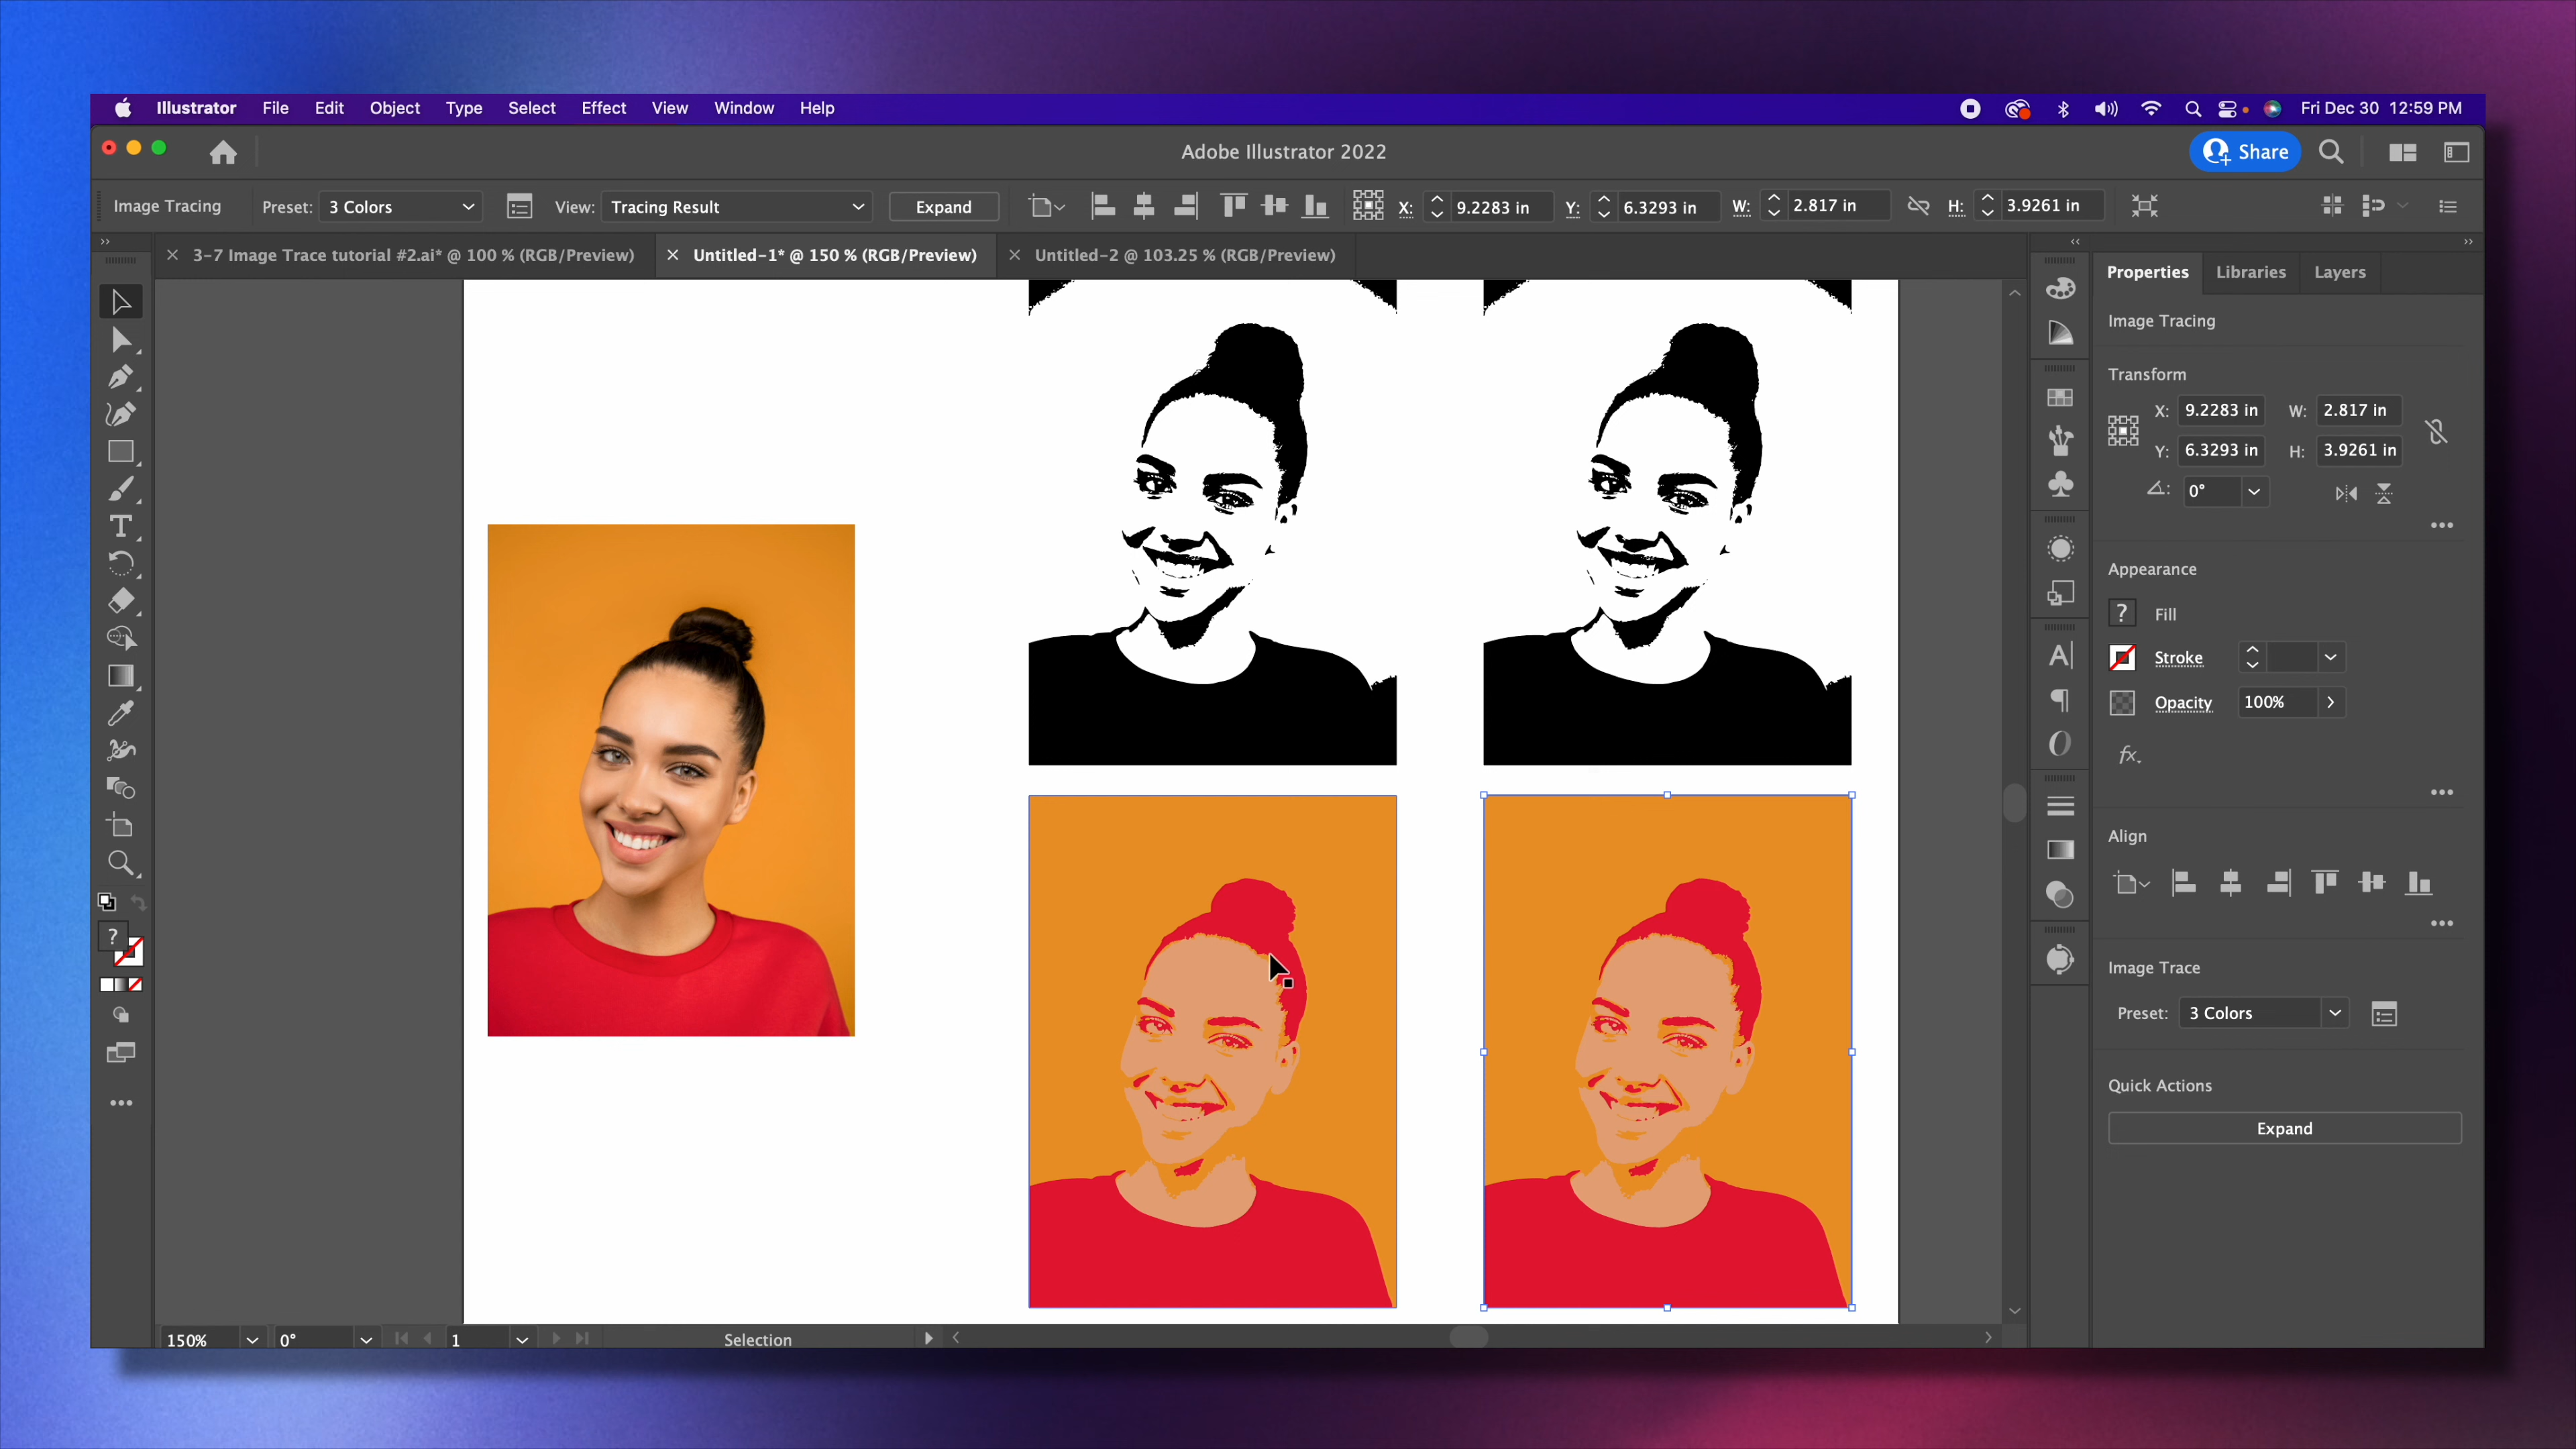 Illustrator File Edit Object Type Select Effect View Window Help Fri Dec 30 12:59 PM
Adobe Illustrator 2022 Share
Image Tracing Preset: 3 Colors View: Tracing Result Expand X: 9.2283 in Y: 6.3293 in W: 2.817 in H: 3.9261 in
3-7 Image Trace tutorial #2.ai* @ 100 % (RGB/Preview) Untitled-1* @ 150 % (RGB/Preview) Untitled-2 @ 103.25 % (RGB/Preview)
Properties Libraries Layers
Image Tracing
Transform
X: 9.2283 in W: 2.817 in
Y: 6.3293 in H: 3.9261 in
0°
Appearance
? Fill
Stroke
Opacity 100%
fx.
Align
?
Image Trace
Preset: 3 Colors
Quick Actions
Expand
150% 0° 1 Selection